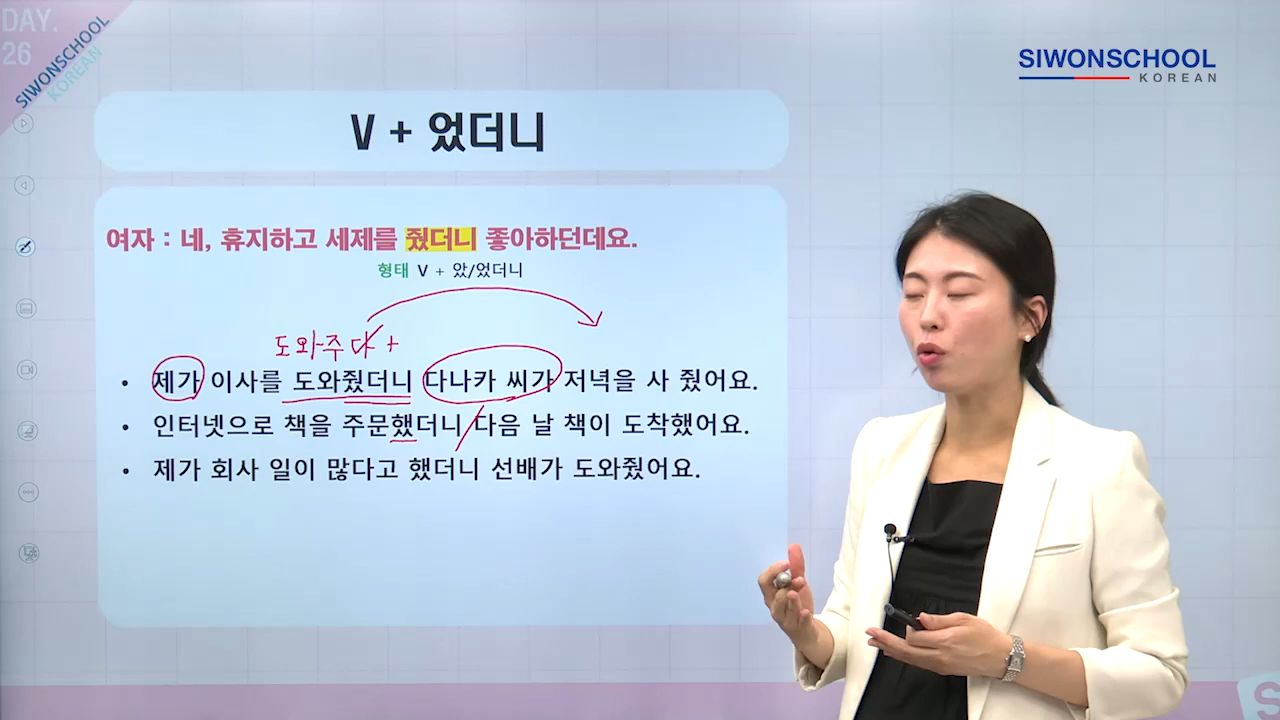 DAY.
26
SIWONSCHOOL
KOREAN
SIWONSCHOOL
KOREAN
V + 었더니
여자 : 네, 휴지하고 세제를 줬더니 좋아하던데요.
형태 V + 았/었더니
도와주다 +
• 제가 이사를 도와줬더니 다나카 씨가 저녁을 사 줬어요.
• 인터넷으로 책을 주문했더니 다음 날 책이 도착했어요.
• 제가 회사 일이 많다고 했더니 선배가 도와줬어요.
S